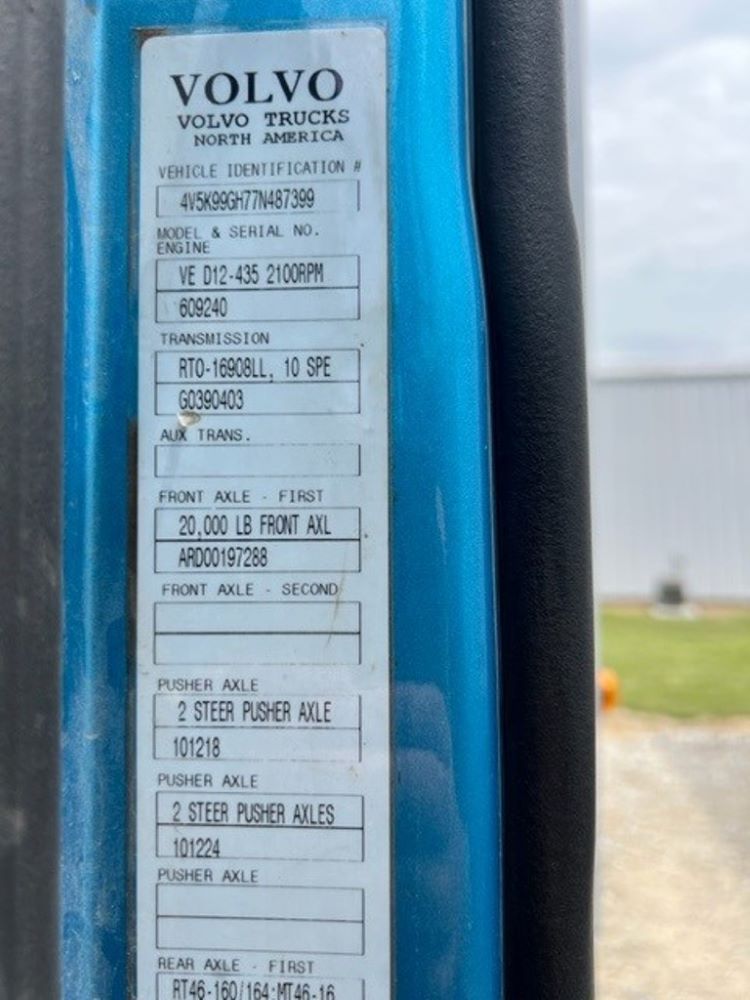 VOLVO
VOLVO TRUCKS
NORTH AMERICA
VEHICLE IDENTIFICATION #
4V5K99GH77N487399
MODEL & SERIAL NO.
ENGINE
VE D12-435 2100RPM
609240
TRANSMISSION
RTO-16908LL, 10 SPE
G0390403
AUX TRANS.
FRONT AXLE - FIRST
20,000 LB FRONT AXL
ARD00197288
FRONT AXLE - SECOND
PUSHER AXLE
2 STEER PUSHER AXLE
101218
PUSHER AXLE
2 STEER PUSHER AXLES
101224
PUSHER AXLE
REAR AXLE - FIRST
RT46-160/164:MT46-16